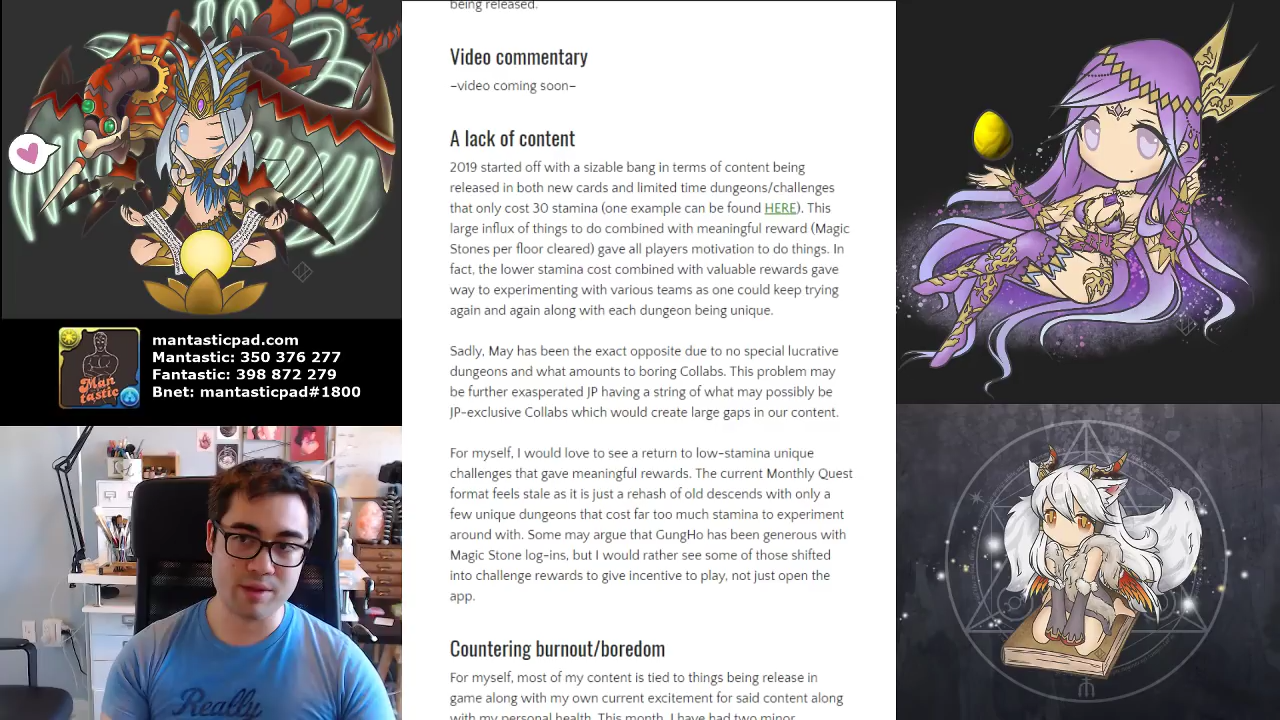 being released.
Video commentary
–video coming soon–
A lack of content
2019 started off with a sizable bang in terms of content being
released in both new cards and limited time dungeons/challenges
that only cost 30 stamina (one example can be found HERE). This
large influx of things to do combined with meaningful reward (Magic
Stones per floor cleared) gave all players motivation to do things. In
fact, the lower stamina cost combined with valuable rewards gave
way to experimenting with various teams as one could keep trying
again and again along with each dungeon being unique.
Sadly, May has been the exact opposite due to no special lucrative
dungeons and what amounts to boring Collabs. This problem may
be further exasperated JP having a string of what may possibly be
JP-exclusive Collabs which would create large gaps in our content.
For myself, I would love to see a return to low-stamina unique
challenges that gave meaningful rewards. The current Monthly Quest
format feels stale as it is just a rehash of old descends with only a
few unique dungeons that cost far too much stamina to experiment
around with. Some may argue that GungHo has been generous with
Magic Stone log-ins, but I would rather see some of those shifted
into challenge rewards to give incentive to play, not just open the
app.
Countering burnout/boredom
For myself, most of my content is tied to things being release in
game along with my own current excitement for said content along
with my personal health. This month, I have had two minor
mantasticpad.com
Mantastic: 350 376 277
Fantastic: 398 872 279
Bnet: mantasticpad#1800
Man
tastic
Really